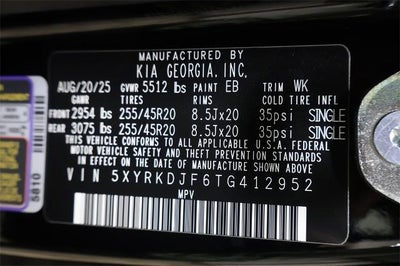 MANUFACTURED BY
KIA GEORGIA, INC.
AUG/20/25 GVWR 5512 lbs PAINT EB TRIM WK
GAWR TIRES RIMS COLD TIRE INFL
FRONT 2954 lbs 255/45R20 8.5Jx20 35psi SINGLE
REAR 3075 lbs 255/45R20 8.5Jx20 35psi SINGLE
THIS VEHICLE CONFORMS TO ALL APPLICABLE U.S.A. FEDERAL
MOTOR VEHICLE SAFETY AND THEFT PREVENTION STANDARDS
IN EFFECT ON THE DATE OF MANUFACTURE SHOWN ABOVE.
VIN 5XYRKDJF6TG412952
MPV
5810